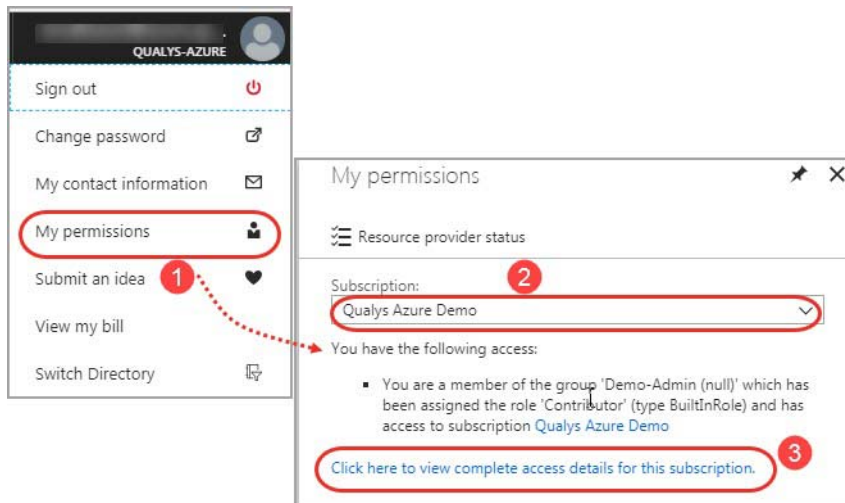 QUALYS-AZURE
Sign out
Change password
My contact information
My permissions
Submit an idea
1
View my bill
Switch Directory
My permissions
Resource provider status
2
Subscription:
Qualys Azure Demo
You have the following access:
You are a member of the group 'Demo-Admin (null)' which has
been assigned the role 'Contributor' (type BuiltInRole) and has
access to subscription Qualys Azure Demo
3
Click here to view complete access details for this subscription.